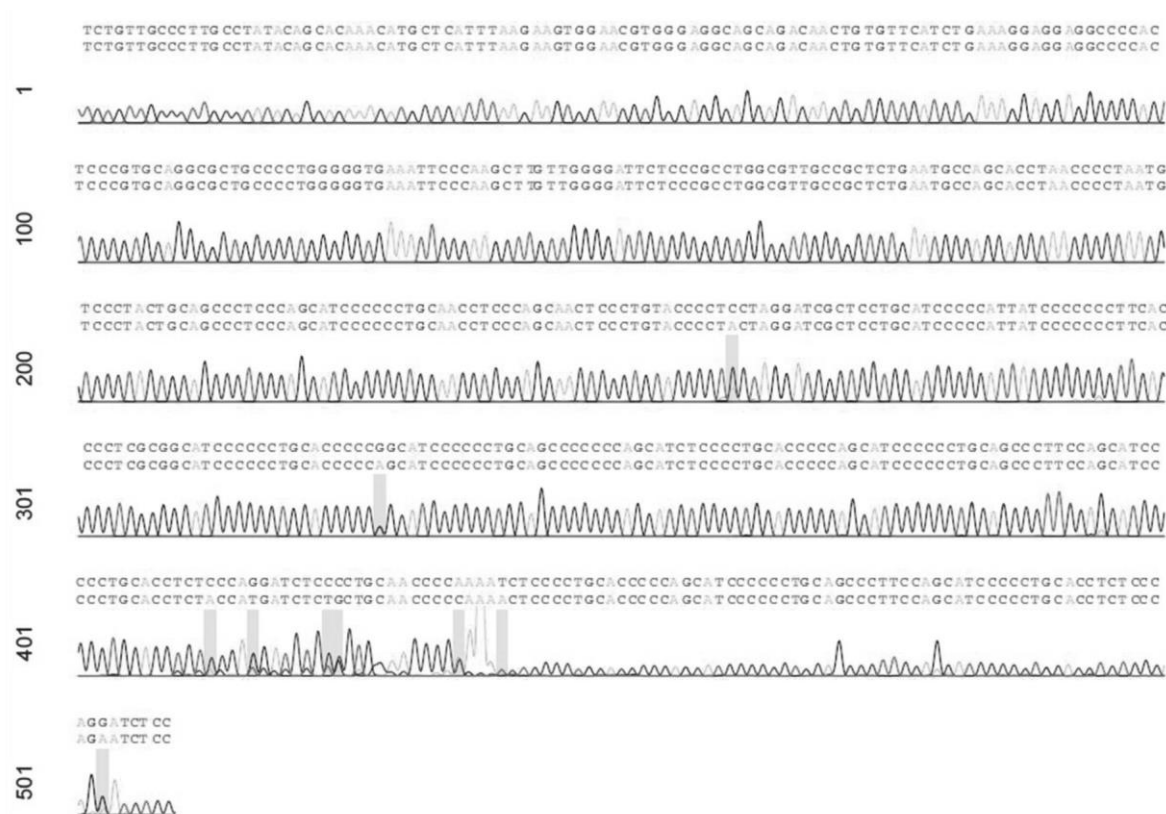 TCTGTTGCCCTTGCCTATACAGCACAAACATGCTCATTTAAGAAGTGGAACGTGGGAGGCAGCAGACAACTGTGTTCATCTGAAAGGAGGAGGCCCCAC
TCTGTTGCCCTTGCCTATACAGCACAAACATGCTCATTTAAGAAGTGGAACGTGGGAGGCAGCAGACAACTGTGTTCATCTGAAAGGAGGAGGCCCCAC
1
TCCCGTGCAGGCGCTGCCCCTGGGGGTGAAATTCCCAAGCTTGTTGGGGATTCTCCCGCCTGGCGTTGCCGCTCTGAATGCCAGCACCTAACCCCTAATG
TCCCGTGCAGGCGCTGCCCCTGGGGGTGAAATTCCCAAGCTTGTTGGGGATTCTCCCGCCTGGCGTTGCCGCTCTGAATGCCAGCACCTAACCCCTAATG
100
TCCCTACTGCAGCCCTCCCAGCATCCCCCCTGCAACCTCCCAGCAACTCCCTGTACCCCTCCTAGGATCGCTCCTGCATCCCCCATTATCCCCCCCTTCAC
TCCCTACTGCAGCCCTCCCAGCATCCCCCCTGCAACCTCCCAGCAACTCCCTGTACCCCTACTAGGATCGCTCCTGCATCCCCCATTATCCCCCCCTTCAC
200
CCCTCGCGGCATCCCCCCTGCACCCCCGGCATCCCCCCTGCAGCCCCCCCAGCATCTCCCCTGCACCCCCAGCATCCCCCCTGCAGCCCTTCCAGCATCC
CCCTCGCGGCATCCCCCCTGCACCCCCAGCATCCCCCCTGCAGCCCCCCCAGCATCTCCCCTGCACCCCCAGCATCCCCCCTGCAGCCCTTCCAGCATCC
301
CCCTGCACCTCTCCCAGGATCTCCCCTGCAACCCCAAAATCTCCCCTGCACCCCCAGCATCCCCCCTGCAGCCCTTCCAGCATCCCCCTGCACCTCTCCC
CCCTGCACCTCTACCATGATCTCTGCTGCAACCCCCAAAACTCCCCTGCACCCCCAGCATCCCCCCTGCAGCCCTTCCAGCATCCCCCTGCACCTCTCCC
401
AGGATCTCC
AGAATCTCC
501